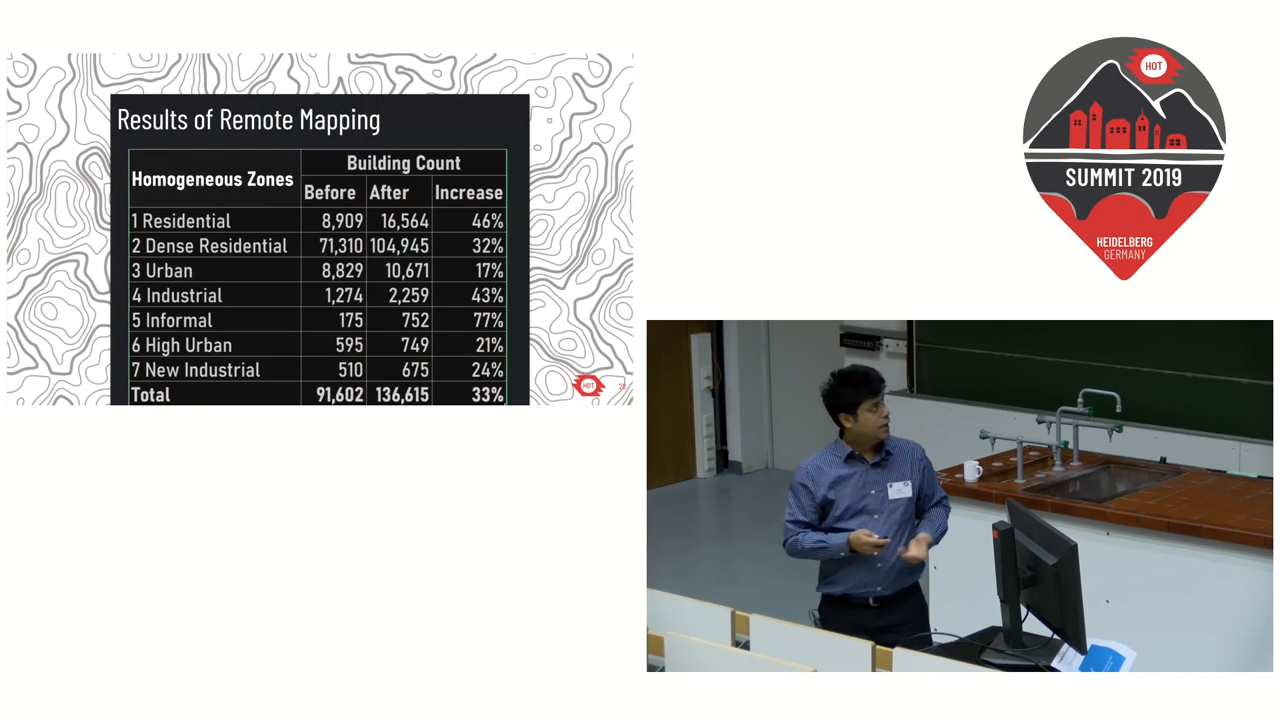 Results of Remote Mapping
Homogeneous Zones Building Count
Before After Increase
1 Residential 8,909 16,564 46%
2 Dense Residential 71,310 104,945 32%
3 Urban 8,829 10,671 17%
4 Industrial 1,274 2,259 43%
5 Informal 175 752 77%
6 High Urban 595 749 21%
7 New Industrial 510 675 24%
Total 91,602 136,615 33%
HOT
HOT
SUMMIT 2019
HEIDELBERG
GERMANY